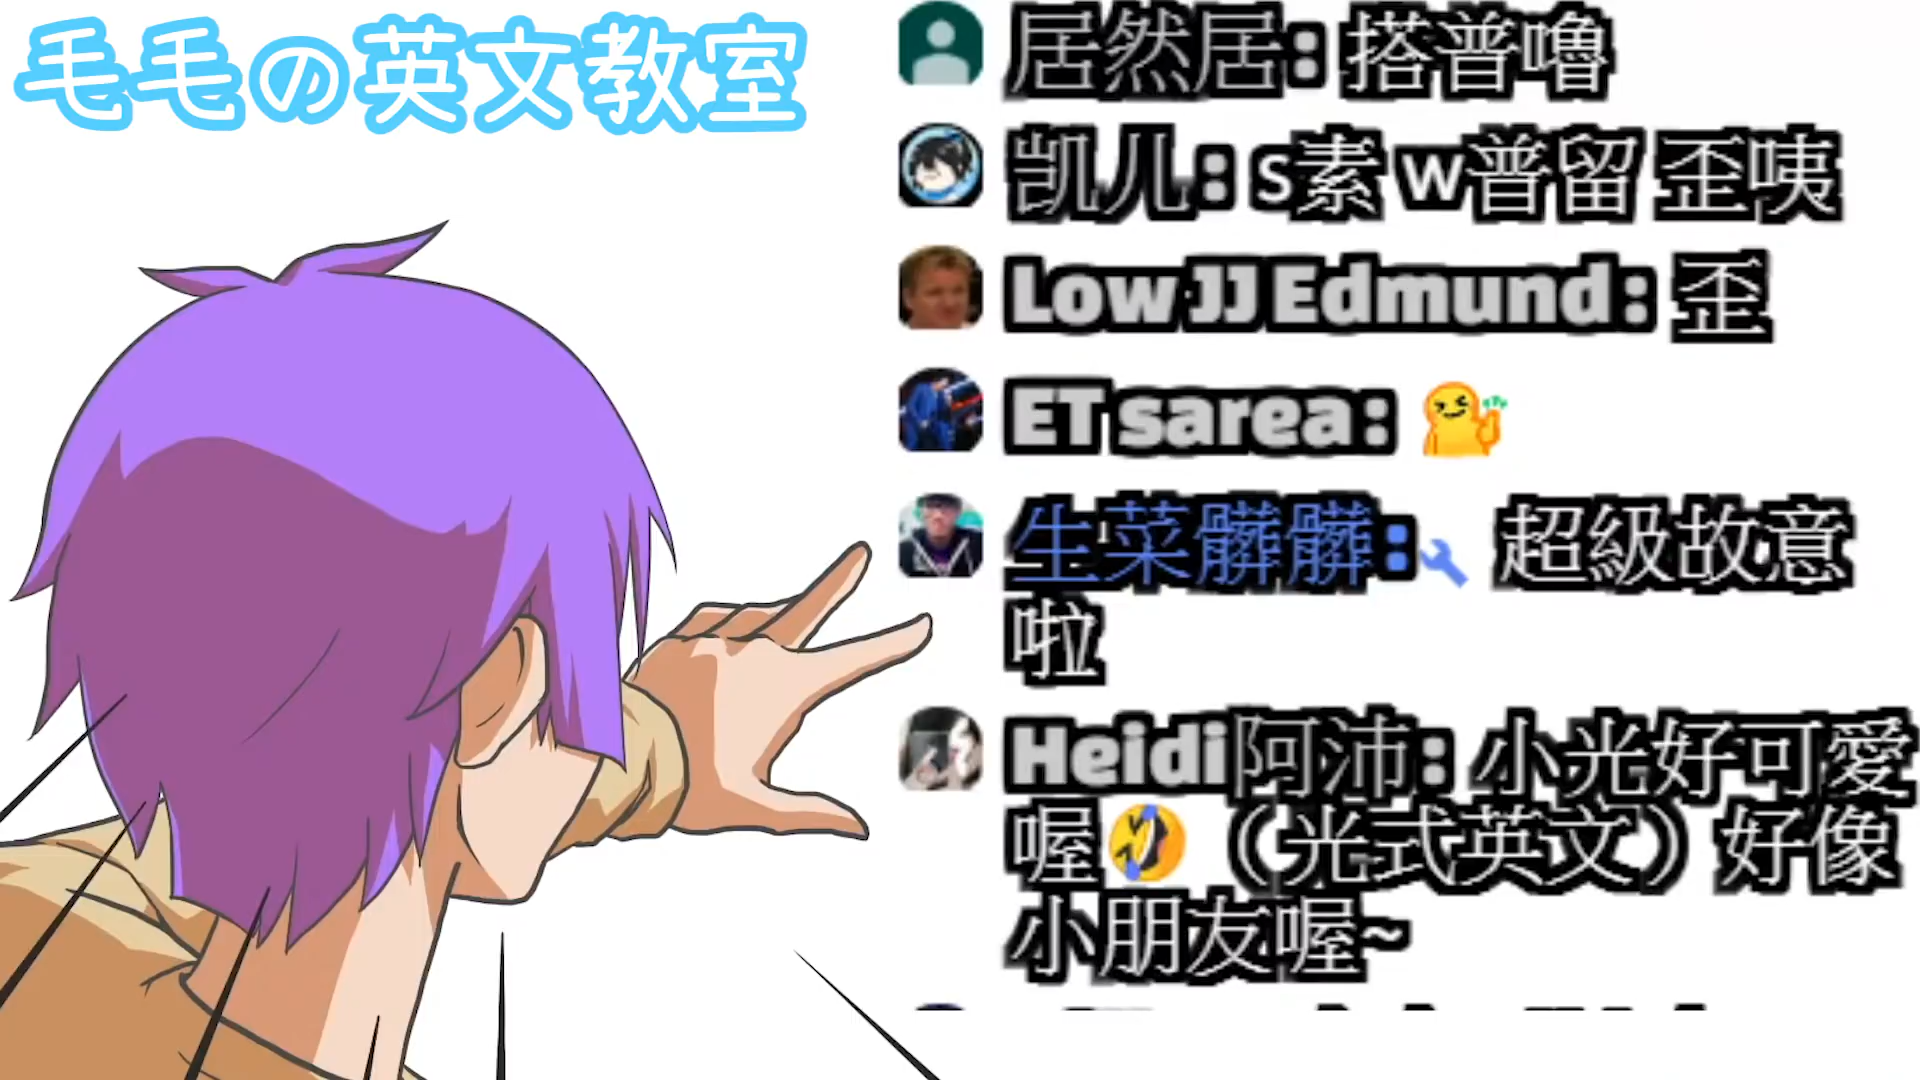 毛毛の英文教室
居然居: 搭普嚕
凯儿: s素 w普留 歪咦
Low JJ Edmund: 歪
ET sarea:
生菜髒髒: 超級故意
啦
Heidi阿沛: 小光好可愛
喔🤣（光式英文）好像
小朋友喔~